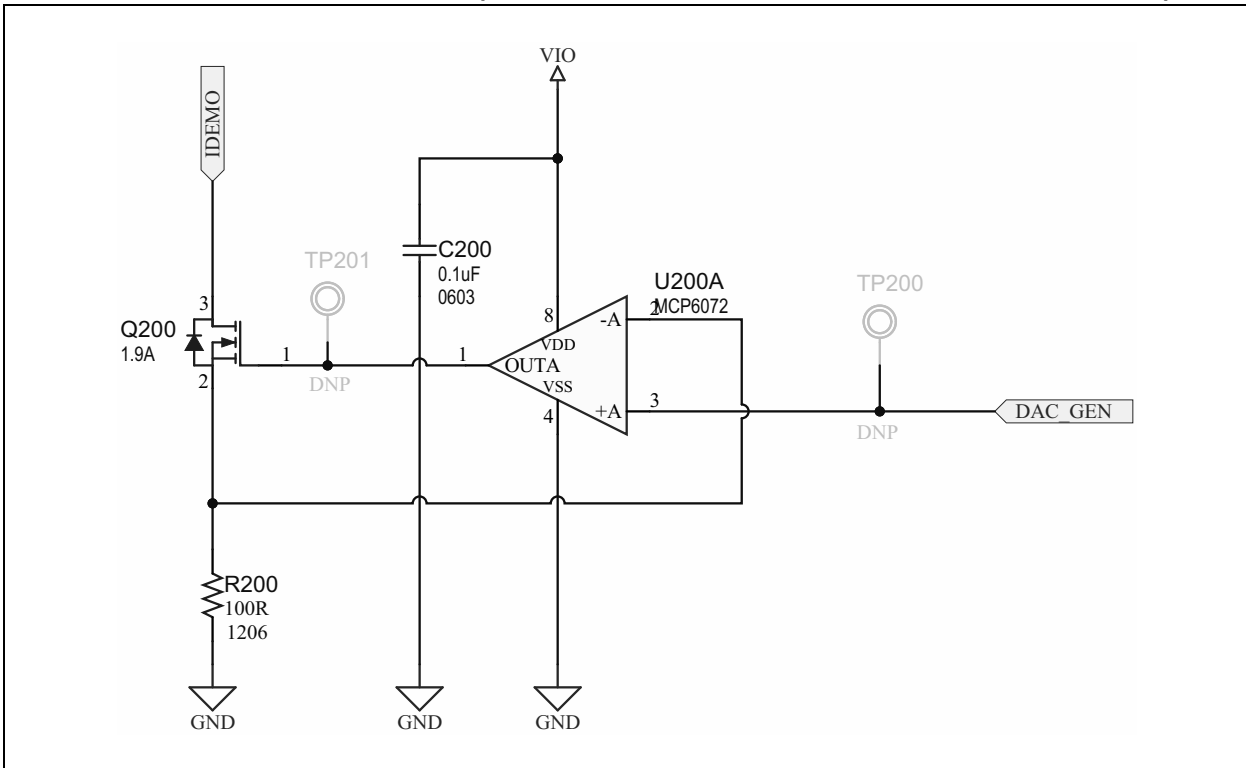 VIO
IDEMO
TP201
C200
0.1uF
0603
U200A
MCP6072
TP200
3
Q200
1.9A
2
1
DNP
1
8
VDD
OUTA
VSS
4
-A
2
+A
3
DNP
DAC_GEN
R200
100R
1206
GND
GND
GND